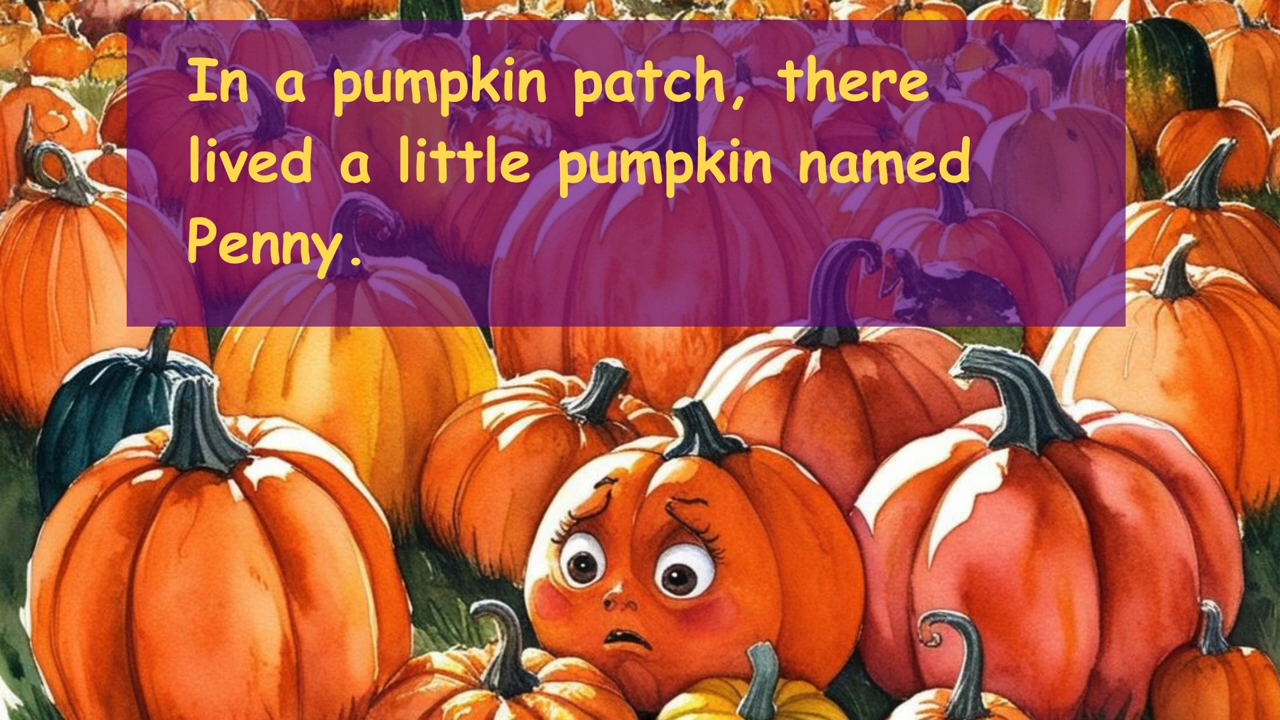 In a pumpkin patch, there
lived a little pumpkin named
Penny.